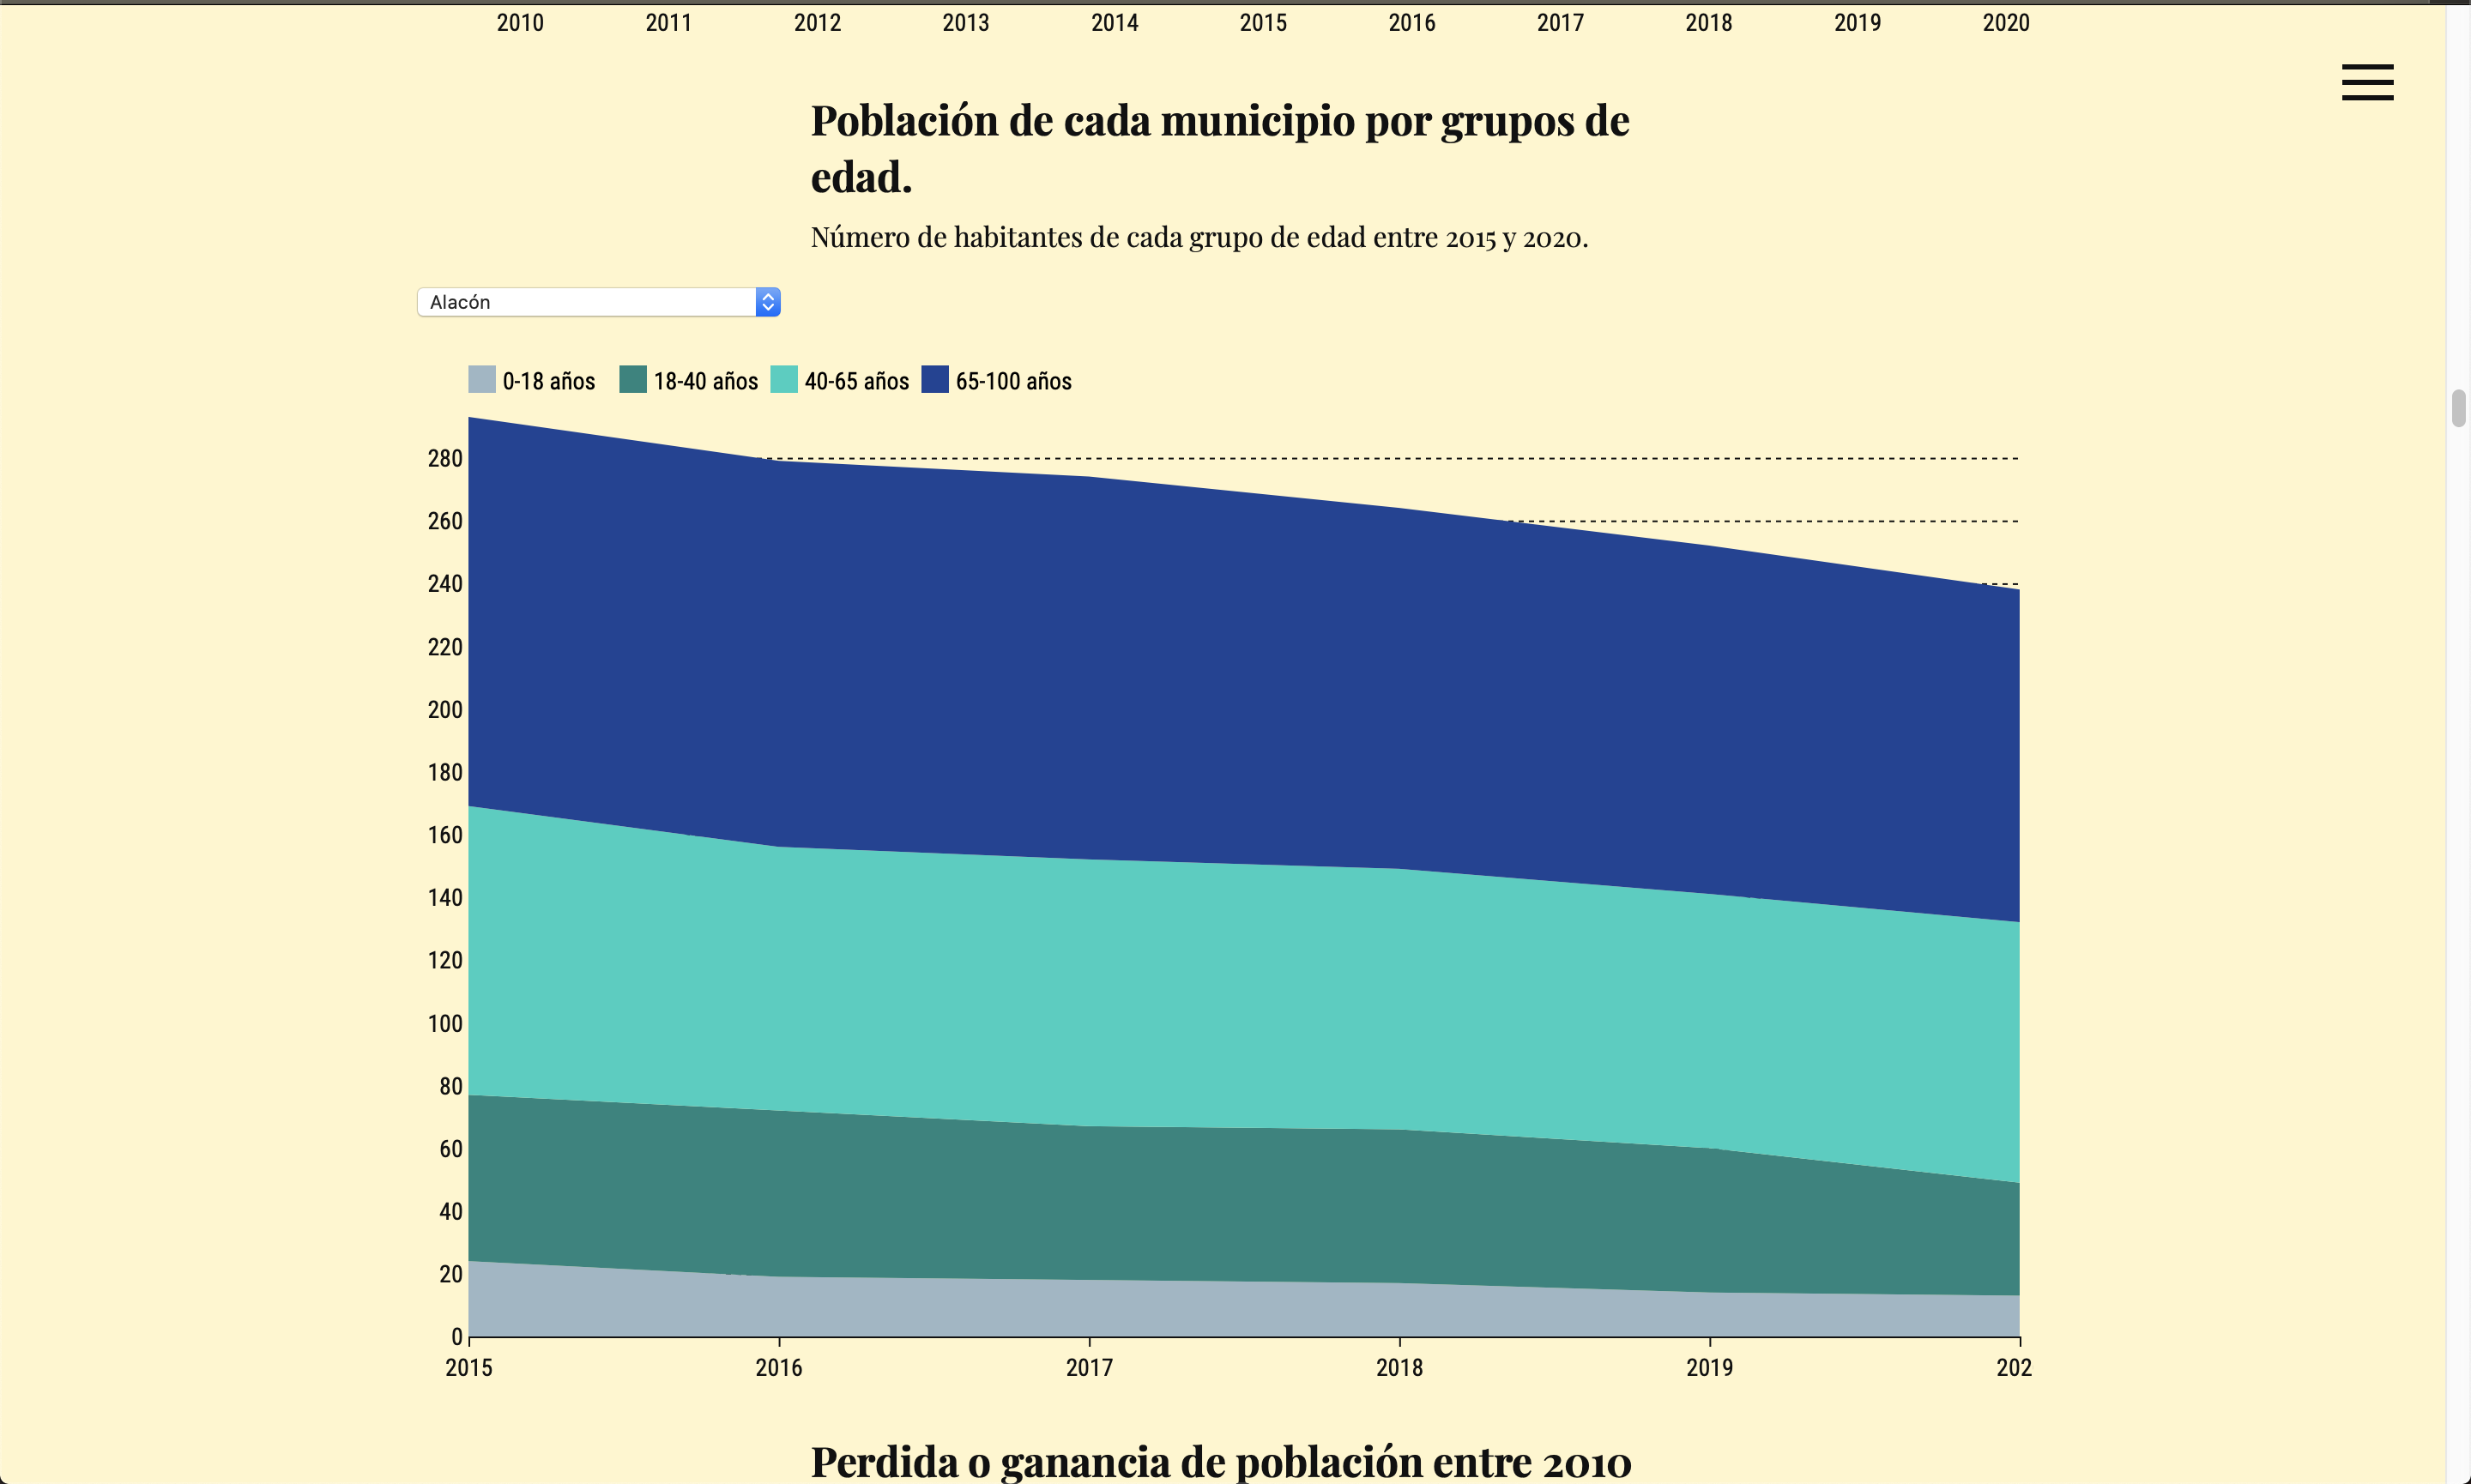 2010 2011 2012 2013 2014 2015 2016 2017 2018 2019 2020
Población de cada municipio por grupos de
edad.
Número de habitantes de cada grupo de edad entre 2015 y 2020.
Alacón
0-18 años 18-40 años 40-65 años 65-100 años
280
260
240
220
200
180
160
140
120
100
80
60
40
20
0
2015 2016 2017 2018 2019 202
Perdida o ganancia de población entre 2010